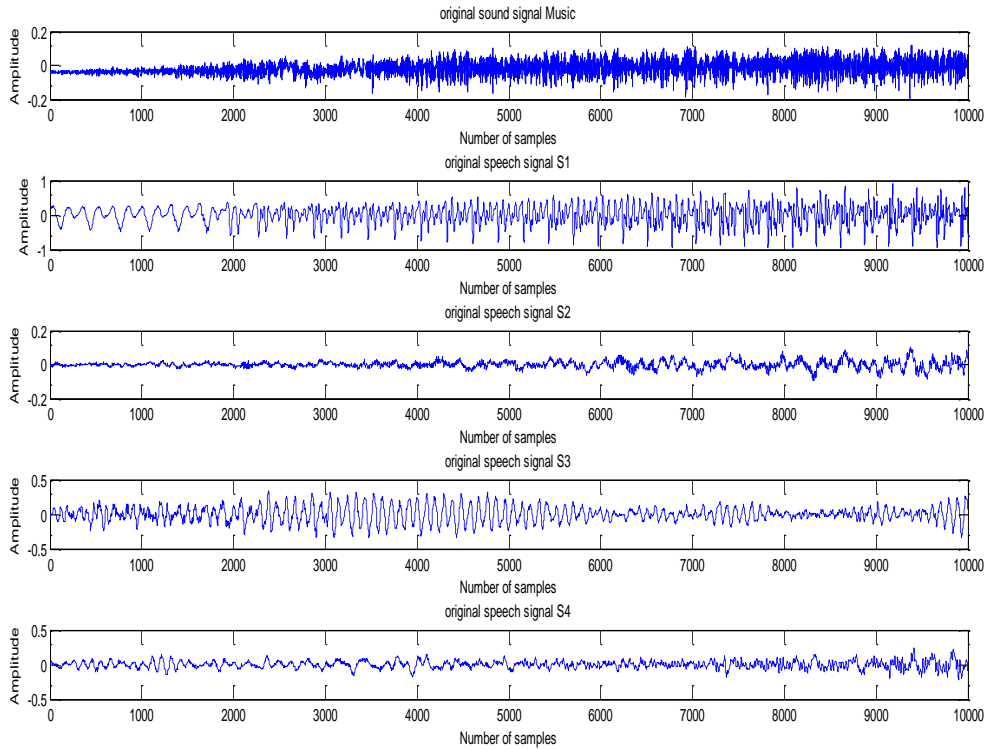 original sound signal Music
0.2
0
-0.2
Amplitude
0 1000 2000 3000 4000 5000 6000 7000 8000 9000 10000
Number of samples
original speech signal S1
1
0
-1
Amplitude
0 1000 2000 3000 4000 5000 6000 7000 8000 9000 10000
Number of samples
original speech signal S2
0.2
0
-0.2
Amplitude
0 1000 2000 3000 4000 5000 6000 7000 8000 9000 10000
Number of samples
original speech signal S3
0.5
0
-0.5
Amplitude
0 1000 2000 3000 4000 5000 6000 7000 8000 9000 10000
Number of samples
original speech signal S4
0.5
0
-0.5
Amplitude
0 1000 2000 3000 4000 5000 6000 7000 8000 9000 10000
Number of samples